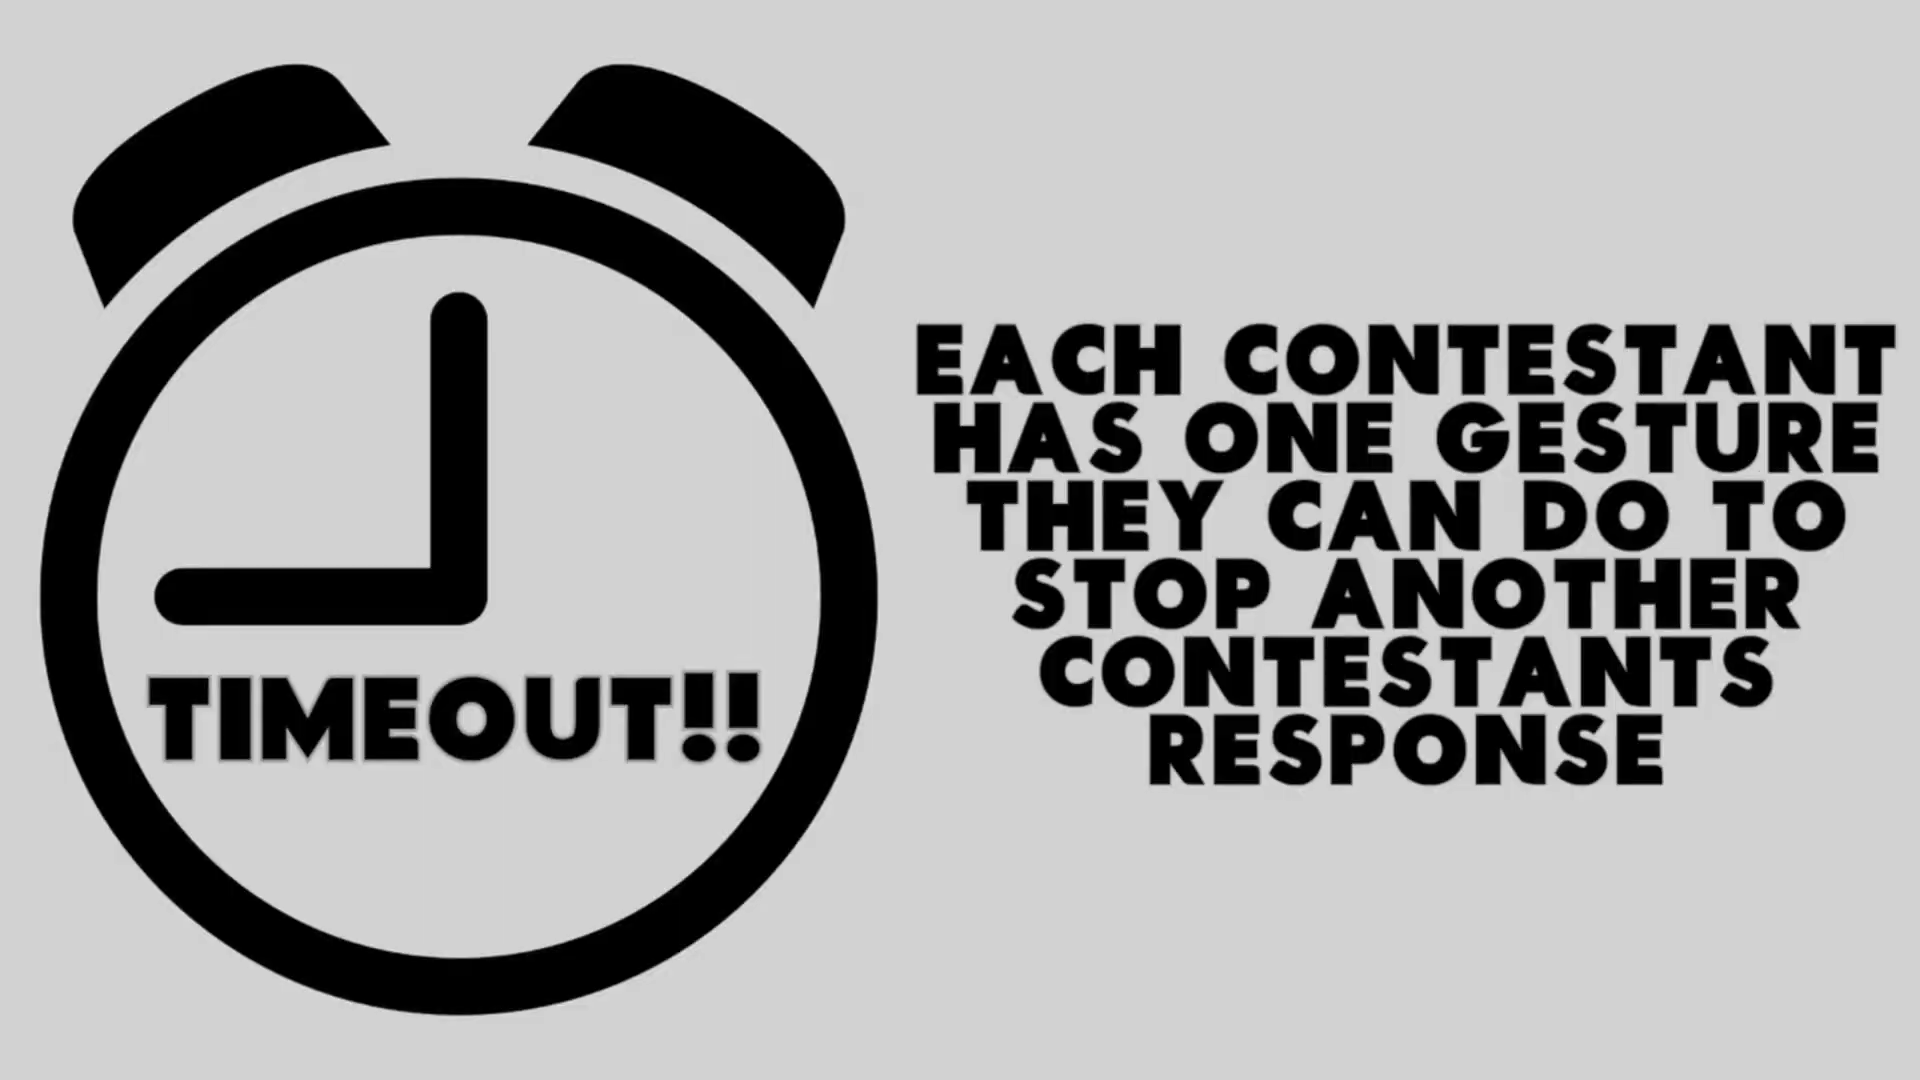 TIMEOUT!!
EACH CONTESTANT
HAS ONE GESTURE
THEY CAN DO TO
STOP ANOTHER
CONTESTANTS
RESPONSE